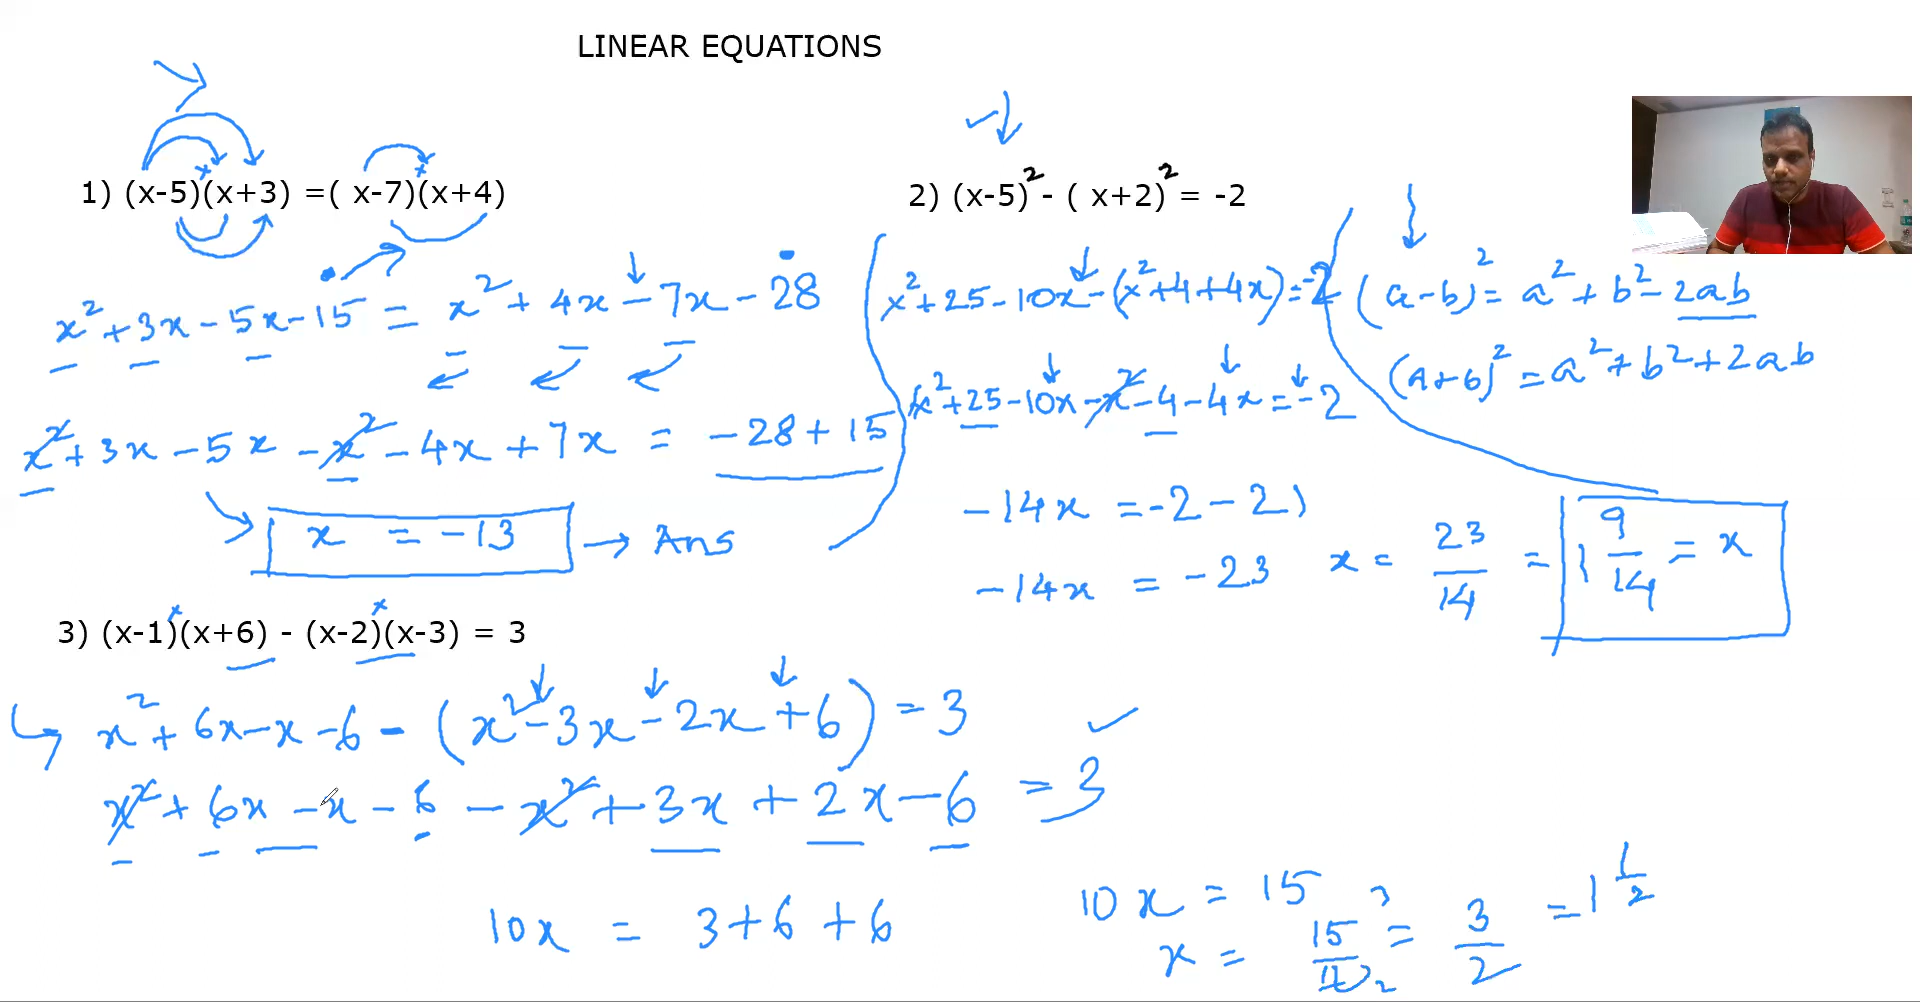 LINEAR EQUATIONS
1) (x-5)(x+3) =( x-7)(x+4)
x² + 3x - 5x - 15 = x² + 4x - 7x - 28
x² + 3x - 5x - x² - 4x + 7x = -28 + 15
x = -13 → Ans
2) (x-5)² - ( x+2)² = -2
x² + 25 - 10x - (x² + 4 + 4x) = -2
x² + 25 - 10x - x² - 4 - 4x = -2
-14x = -2 - 21
-14x = -23
x = 23/14 = 1 9/14 = x
(a-b)² = a² + b² - 2ab
(a+b)² = a² + b² + 2ab
3) (x-1)(x+6) - (x-2)(x-3) = 3
x² + 6x - x - 6 - (x² - 3x - 2x + 6) = 3
x² + 6x - x - 6 - x² + 3x + 2x - 6 = 3
10x = 3 + 6 + 6
10x = 15
x = 15/10 = 3/2 = 1 1/2